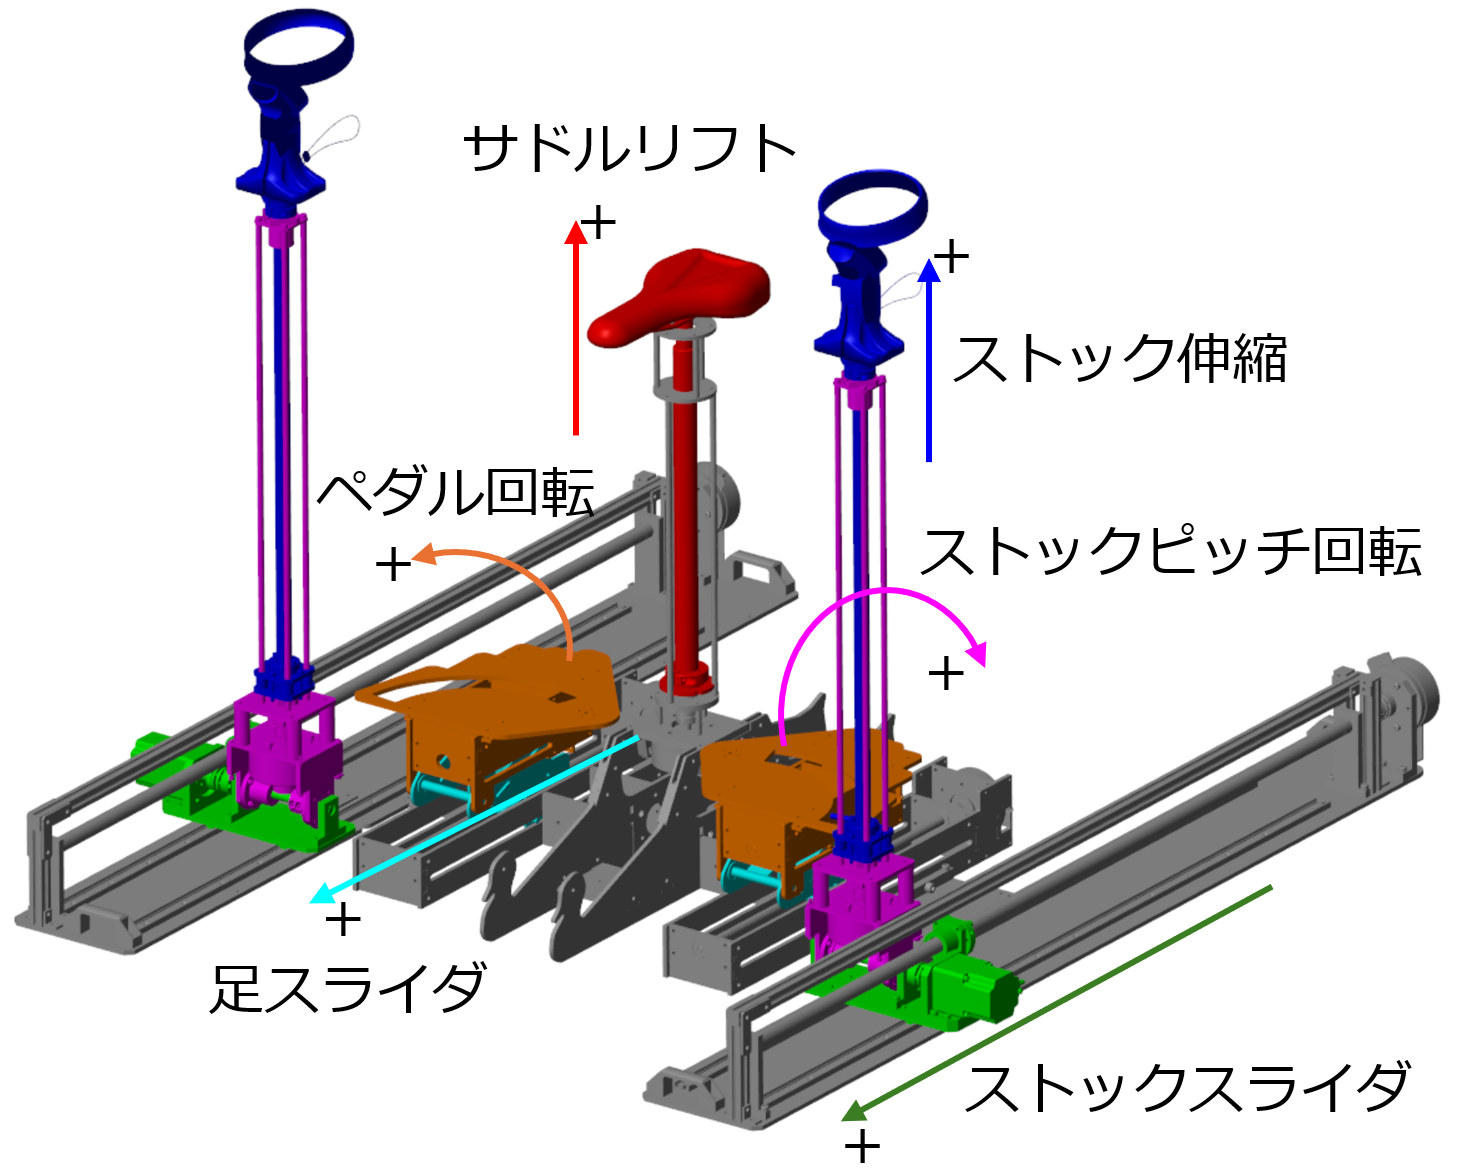 サドルリフト
+
+
ストック伸縮
ペダル回転
+
ストックピッチ回転
+
+
足スライダ
ストックスライダ
+